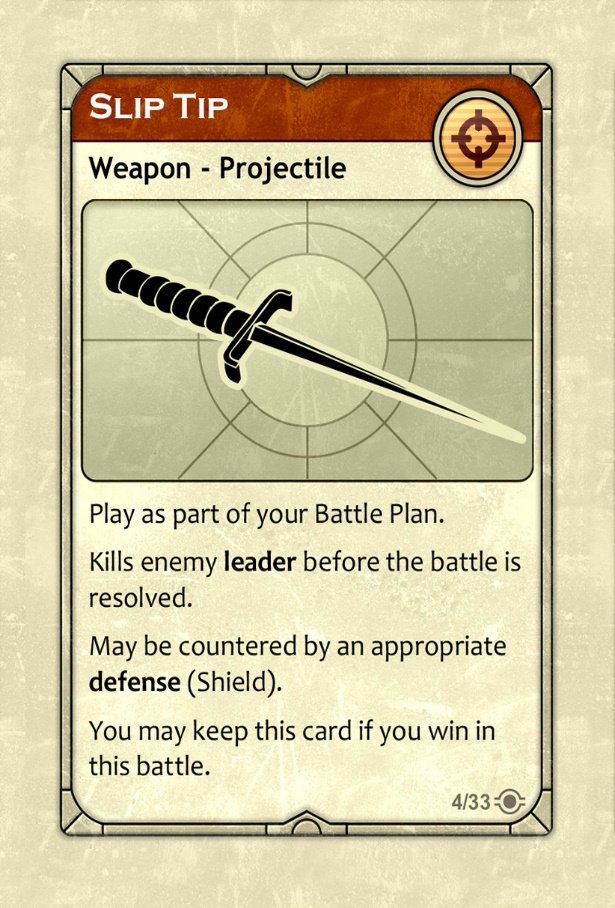 Slip Tip
Weapon - Projectile
Play as part of your Battle Plan.
Kills enemy leader before the battle is
resolved.
May be countered by an appropriate
defense (Shield).
You may keep this card if you win in
this battle.
4/33